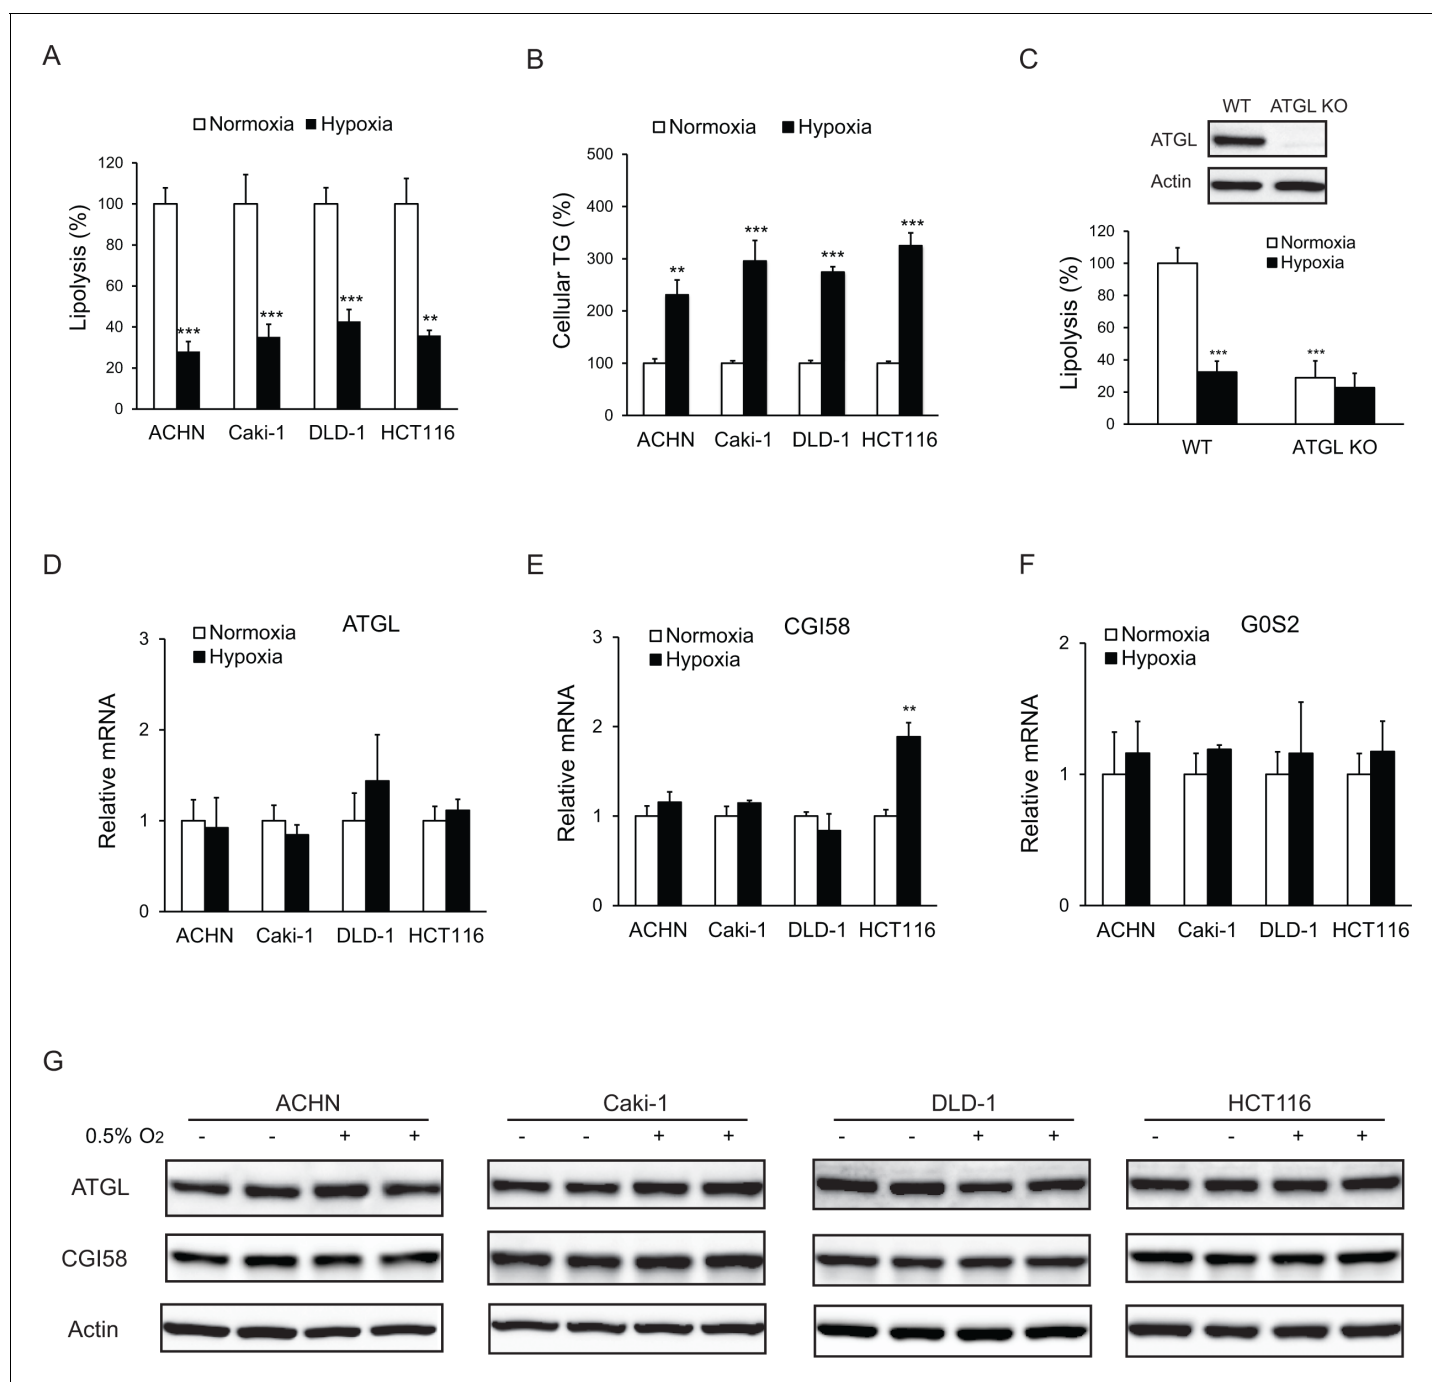 A
Normoxia Hypoxia
Lipolysis (%)
120
100
80
60
40
20
0
*** *** *** **
ACHN Caki-1 DLD-1 HCT116
B
Normoxia Hypoxia
Cellular TG (%)
500
400
300
200
100
0
** *** *** ***
ACHN Caki-1 DLD-1 HCT116
C
WT ATGL KO
ATGL
Actin
Normoxia
Hypoxia
Lipolysis (%)
120
100
80
60
40
20
0
*** ***
WT ATGL KO
D
ATGL
Normoxia
Hypoxia
Relative mRNA
3
2
1
0
ACHN Caki-1 DLD-1 HCT116
E
CGI58
Normoxia
Hypoxia
Relative mRNA
3
2
1
0
**
ACHN Caki-1 DLD-1 HCT116
F
G0S2
Normoxia
Hypoxia
Relative mRNA
2
1
0
ACHN Caki-1 DLD-1 HCT116
G
ACHN Caki-1 DLD-1 HCT116
0.5% O2 - - + + - - + + - - + + - - + +
ATGL
CGI58
Actin